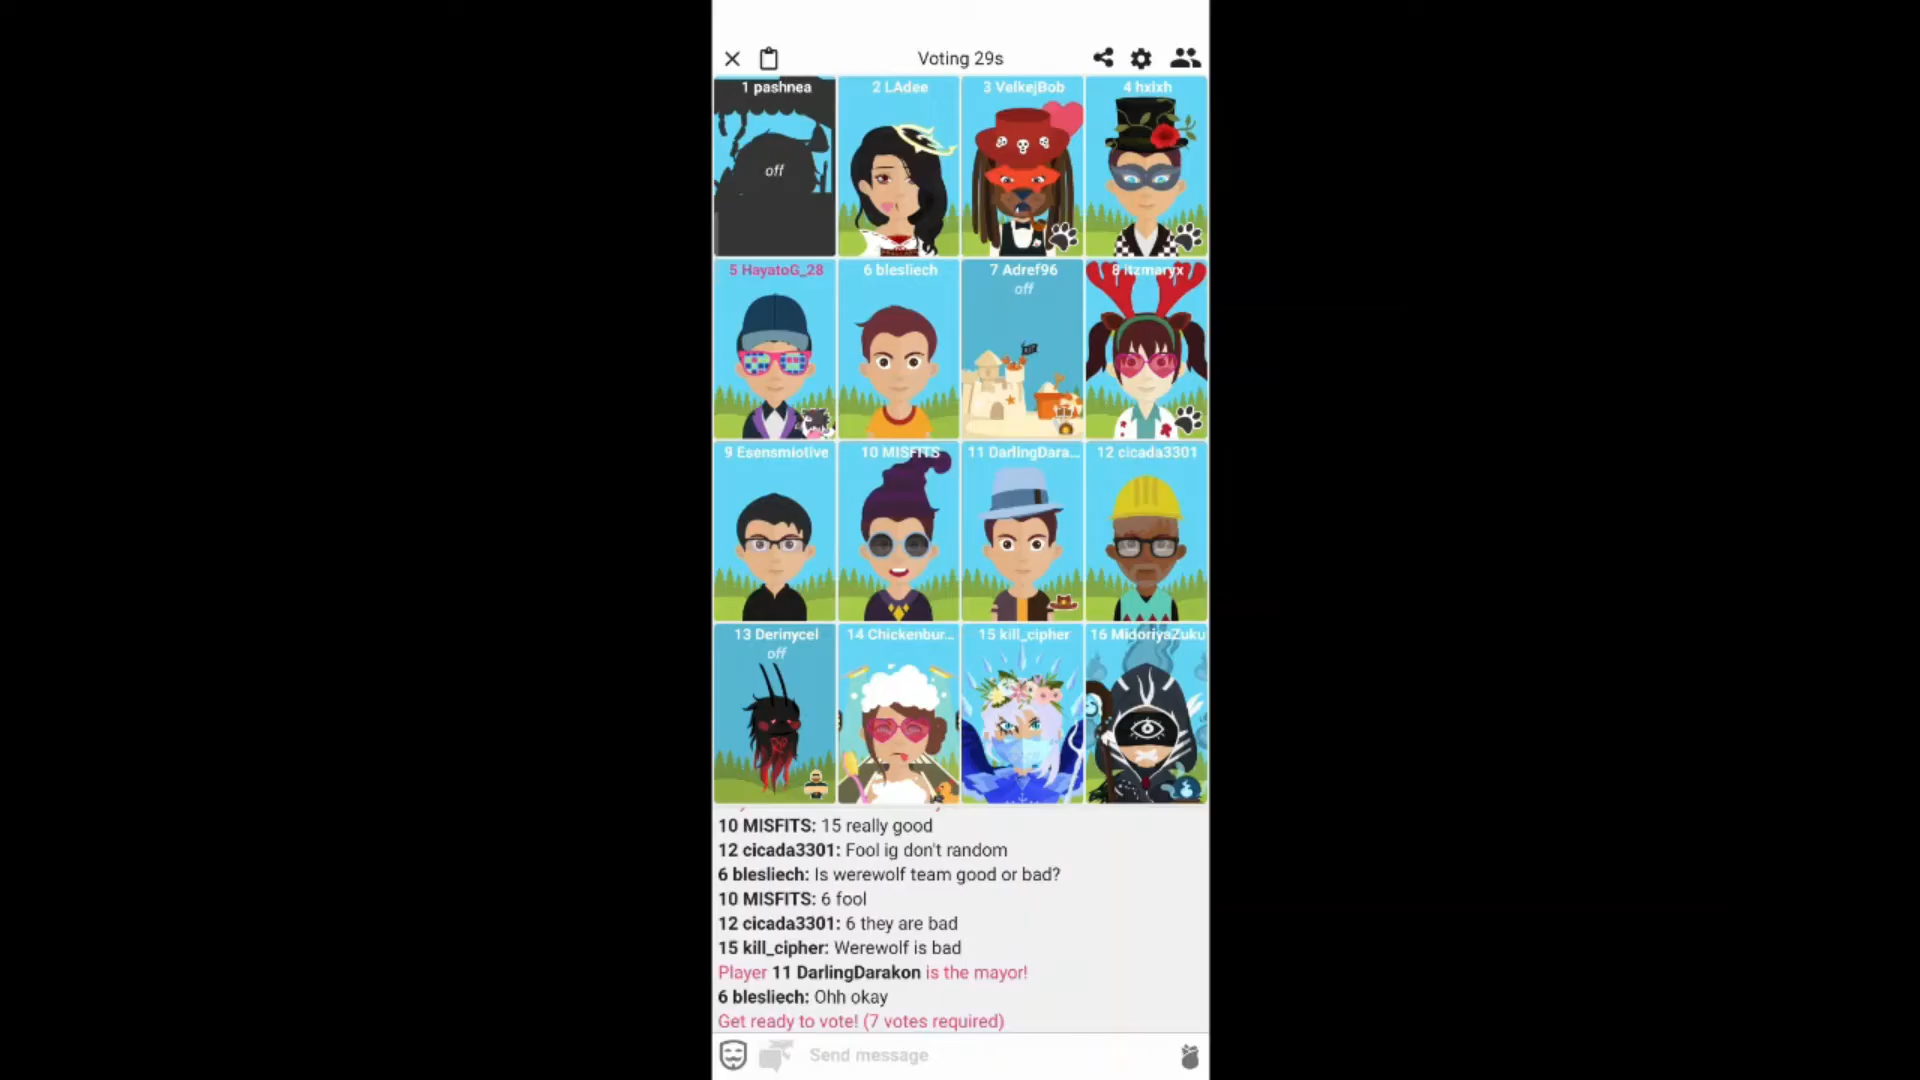 Voting 29s
1 pashnea
2 LAdee
3 VelkejBob
4 hxlxh
off
5 HayatoG_28
6 blesliech
7 Adref96
8 itzmaryx
off
9 Esensmiotive
10 MISFITS
11 DarlingDara...
12 cicada3301
13 Derinycel
14 Chickenbur...
15 kill_cipher
16 MidoriyaZuku
off
10 MISFITS: 15 really good
12 cicada3301: Fool ig don't random
6 blesliech: Is werewolf team good or bad?
10 MISFITS: 6 fool
12 cicada3301: 6 they are bad
15 kill_cipher: Werewolf is bad
Player 11 DarlingDarakon is the mayor!
6 blesliech: Ohh okay
Get ready to vote! (7 votes required)
Send message